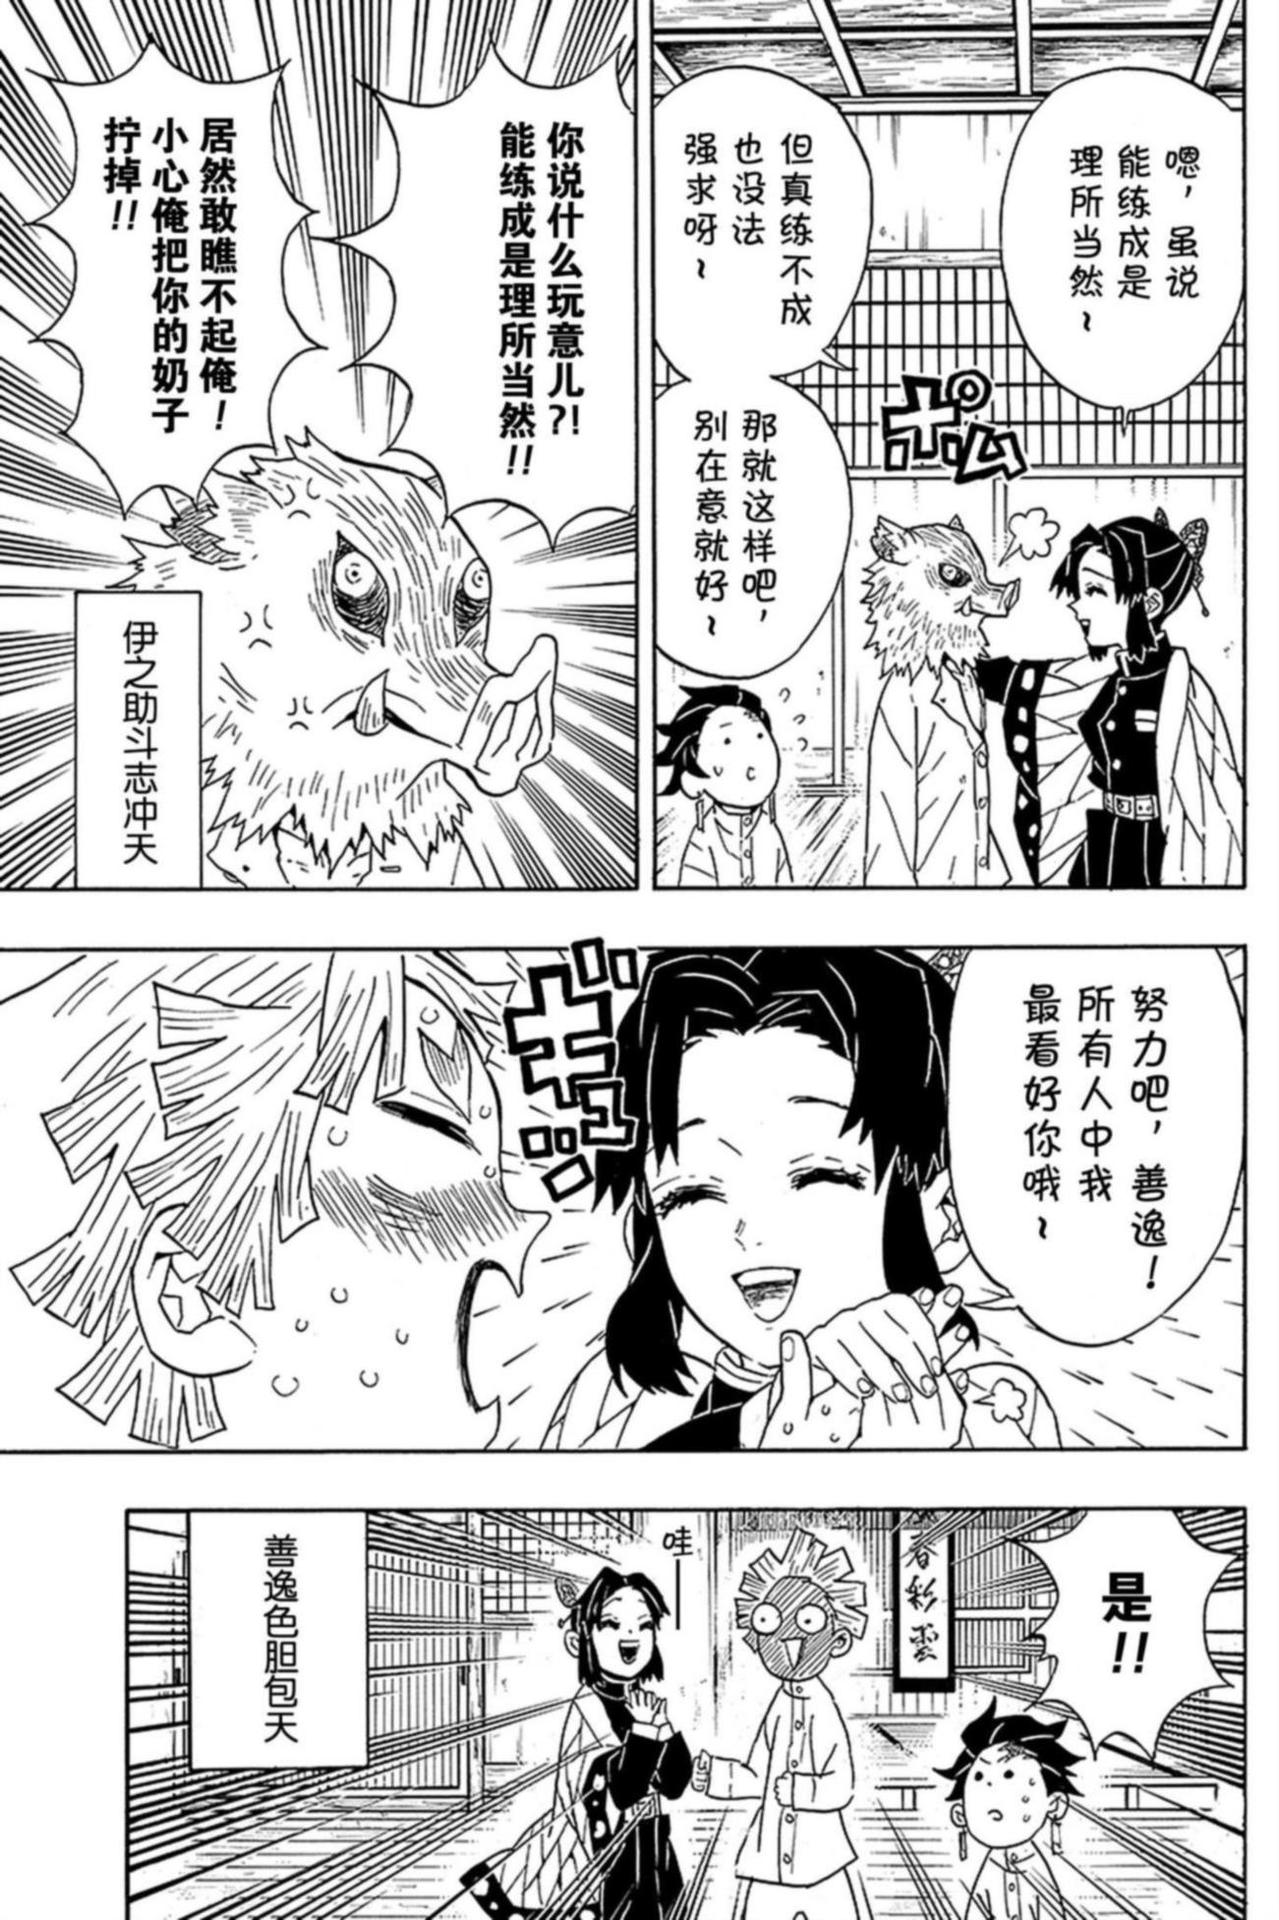 嗯，虽说
能练成是
理所当然~
但真练不成
也没法
强求呀~
ポム
那就这样吧，
别在意就好~
你说什么玩意儿?!
能练成是理所当然!!
居然敢瞧不起俺！
小心俺把你的奶子
拧掉!!
伊之助斗志冲天
努力吧，善逸！
所有人中我
最看好你哦~
ギュ
是!!
哇——
善逸色胆包天